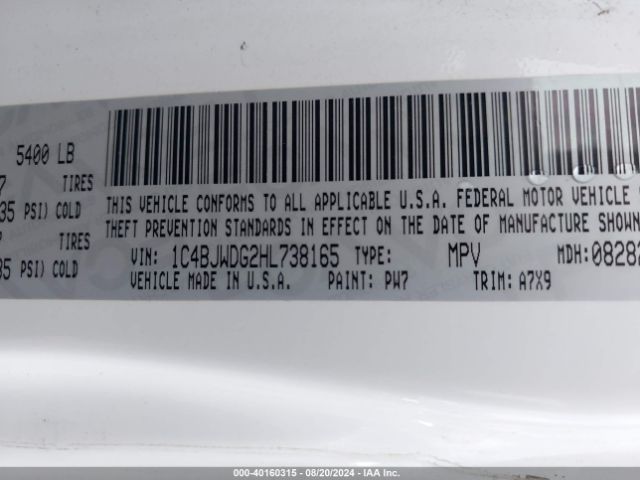 5400 LB
7 TIRES
35 PSI) COLD
TIRES
35 PSI) COLD
THIS VEHICLE CONFORMS TO ALL APPLICABLE U.S.A. FEDERAL MOTOR VEHICLE
THEFT PREVENTION STANDARDS IN EFFECT ON THE DATE OF MANUFACTURE SHOWN
VIN: 1C4BJWDG2HL738165 TYPE: MPV MDH:08282
VEHICLE MADE IN U.S.A. PAINT: PW7 TRIM: A7X9
000-40160315 - 08/20/2024 - IAA Inc.